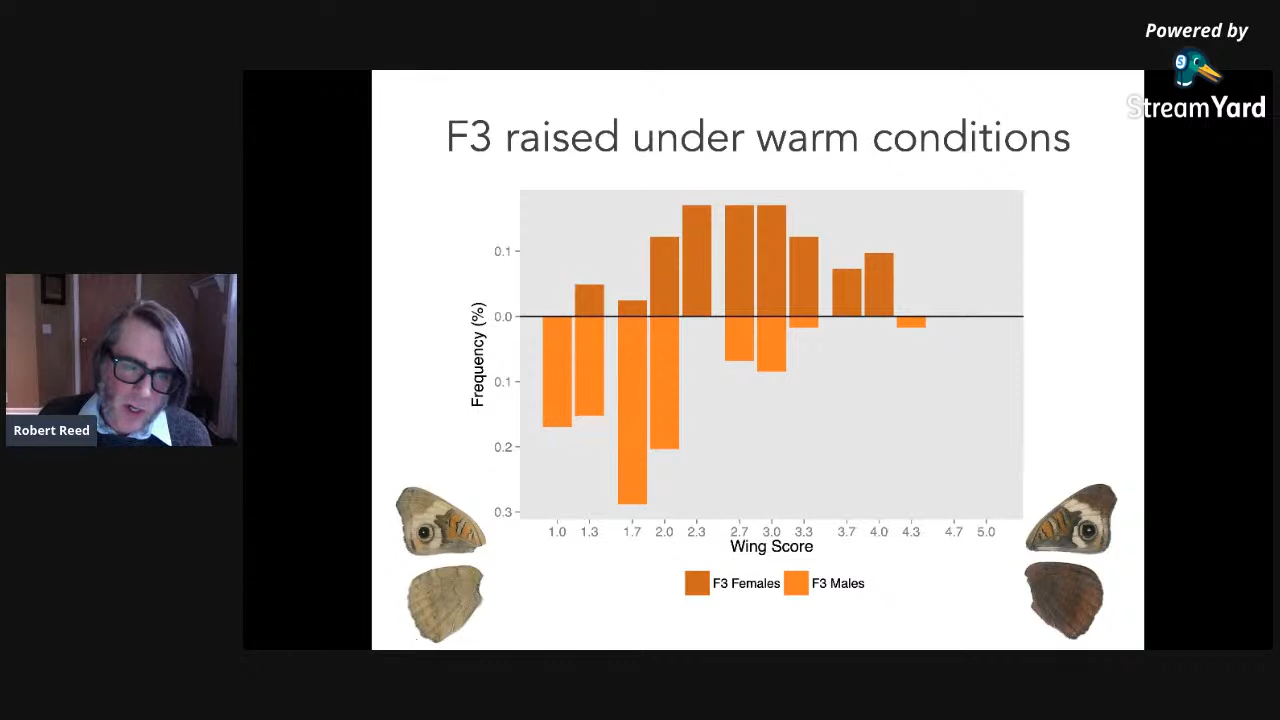 Powered by
StreamYard
F3 raised under warm conditions
Frequency (%)
0.1
0.0
0.1
0.2
0.3
1.0 1.3 1.7 2.0 2.3 2.7 3.0 3.3 3.7 4.0 4.3 4.7 5.0
Wing Score
F3 Females F3 Males
Robert Reed